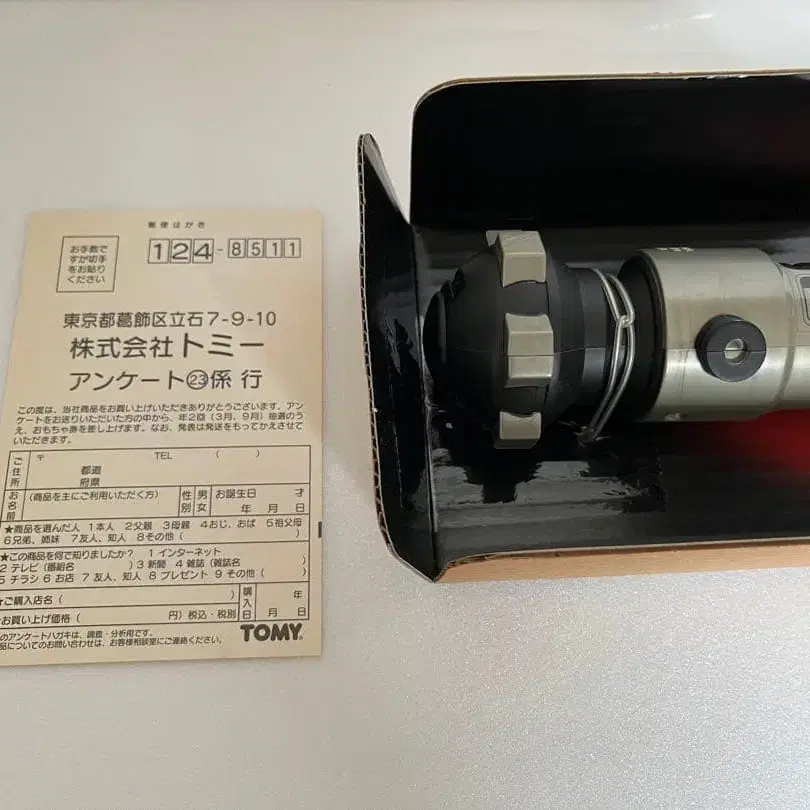 郵便はがき
お手数で
すが切手
をお貼り
ください
124-8511
東京都葛飾区立石7-9-10
株式会社トミー
アンケート㉓係 行
この度は、当社商品をお買い上げいただきありがとうございます。アン
ケートをお送りいただいた方の中から、年2回(3月、9月)抽選のう
え、おもちゃ券を差し上げます。なお、発表は発送をもってかえさせて
いただきます。
ご住所
〒 TEL ( )
都道
府県
お名前
(商品を主にご利用いただく方)
性別
男
女
お誕生日 才
年 月 日
★商品を選んだ人 1本人 2父親 3母親 4おじ、おば 5祖父母
6兄弟、姉妹 7友人、知人 8その他( )
★この商品を何で知りましたか? 1 インターネット
2 テレビ(番組名 )3 新聞 4 雑誌(雑誌名 )
5 チラシ 6 お店 7 友人、知人 8 プレゼント 9 その他( )
★ご購入店名( )
お買い上げ価格( 円)税込・税別
購入日
年
月 日
のアンケートハガキは、調査・分析用です。
品についてのお問い合わせは、お客様相談室にご連絡ください。
TOMY